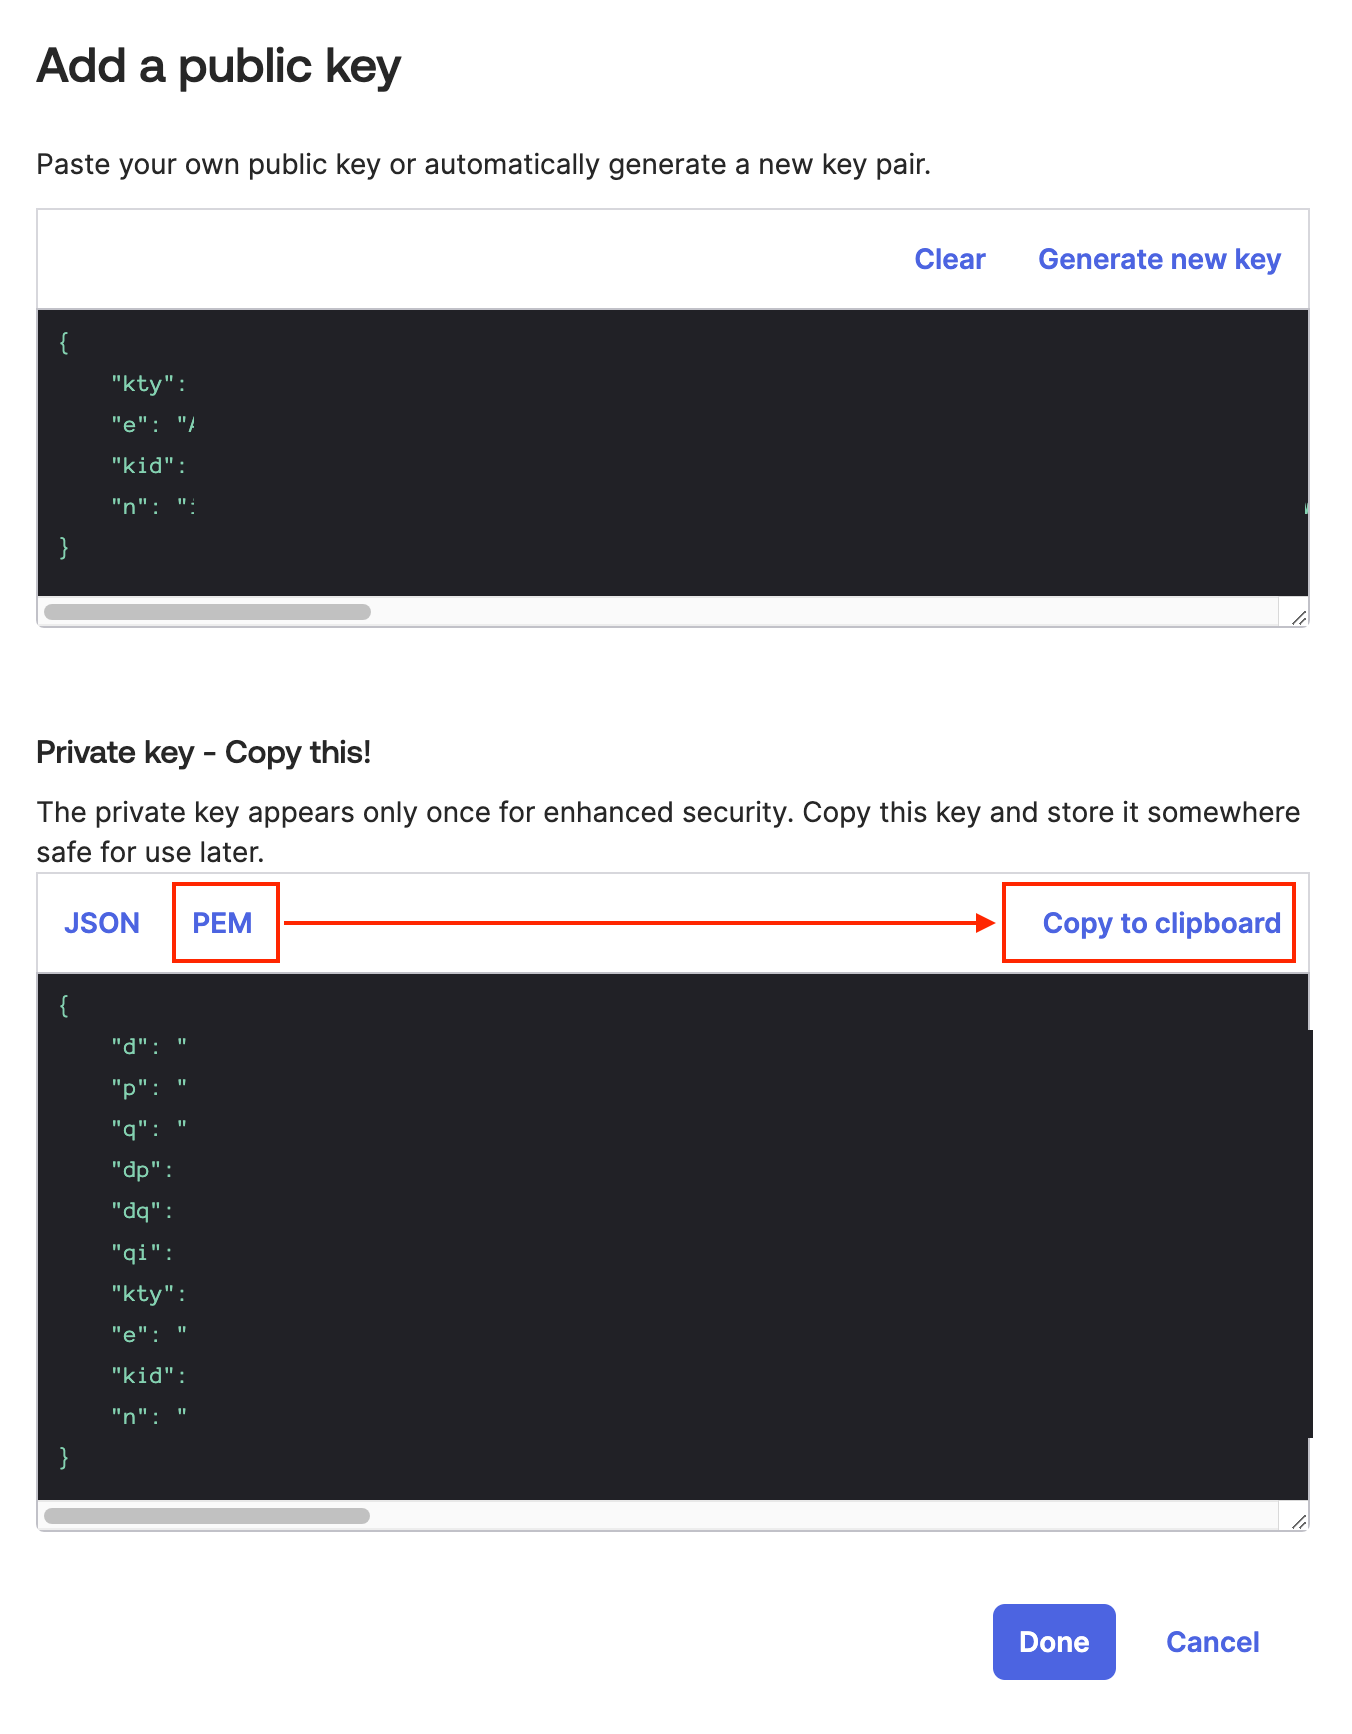 Add a public key
Paste your own public key or automatically generate a new key pair.
Clear Generate new key
{
"kty":
"e": "A
"kid":
"n": "
}
Private key - Copy this!
The private key appears only once for enhanced security. Copy this key and store it somewhere
safe for use later.
JSON PEM Copy to clipboard
{
"d": "
"p": "
"q": "
"dp":
"dq":
"qi":
"kty":
"e": "
"kid":
"n": "
}
Done Cancel